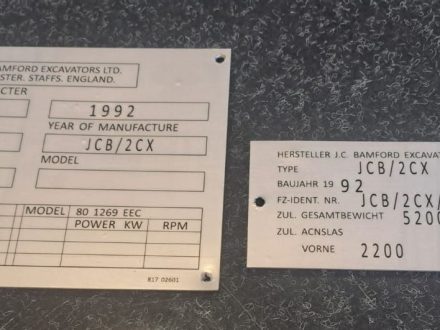 BAMFORD EXCAVATORS LTD.
STER. STAFFS. ENGLAND.
CTER
1992
YEAR OF MANUFACTURE
JCB/2CX
MODEL
MODEL 80 1269 EEC
POWER KW RPM
817 02601
HERSTELLER J.C. BAMFORD EXCAVA
TYPE JCB/2CX
BAUJAHR 19 92
FZ-IDENT. NR. JCB/2CX/
ZUL. GESAMTBEWICHT 5200
ZUL. ACNSLAS
VORNE 2200